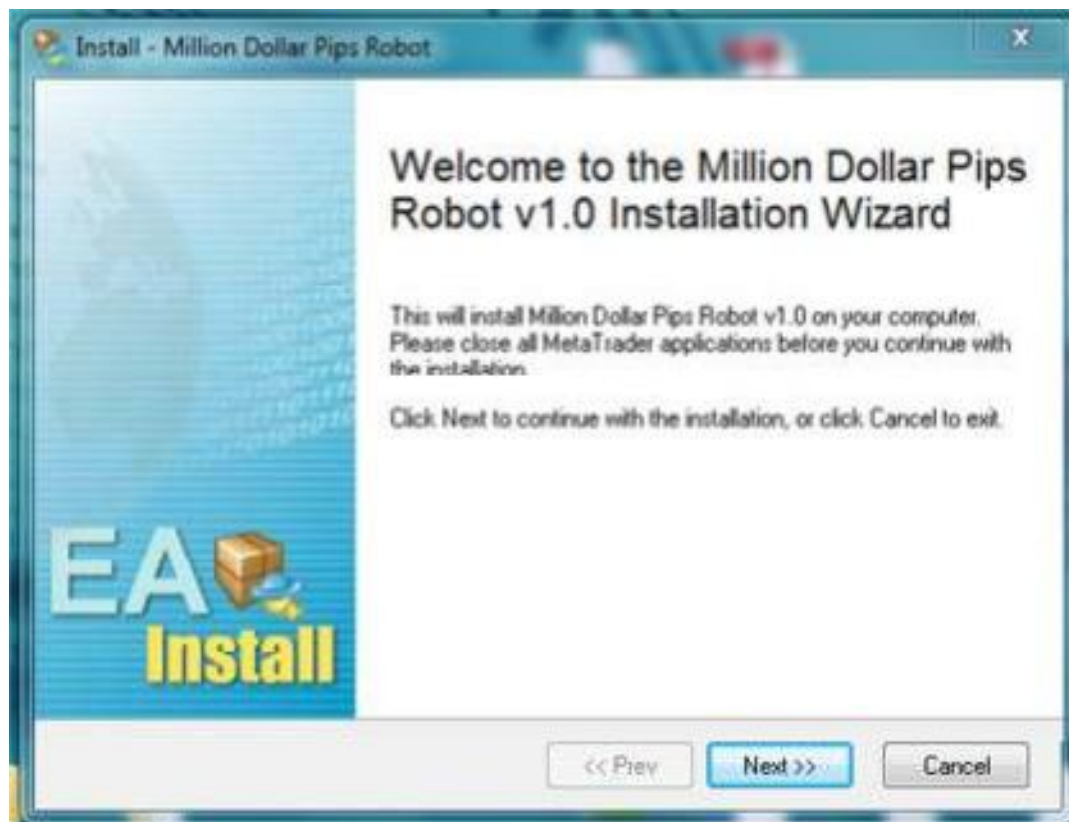 Install - Million Dollar Pips Robot
x
Welcome to the Million Dollar Pips
Robot v1.0 Installation Wizard
This will install Million Dollar Pips Robot v1.0 on your computer.
Please close all MetaTrader applications before you continue with
the installation.
Click Next to continue with the installation, or click Cancel to exit.
EA
Install
<< Prev
Next >>
Cancel